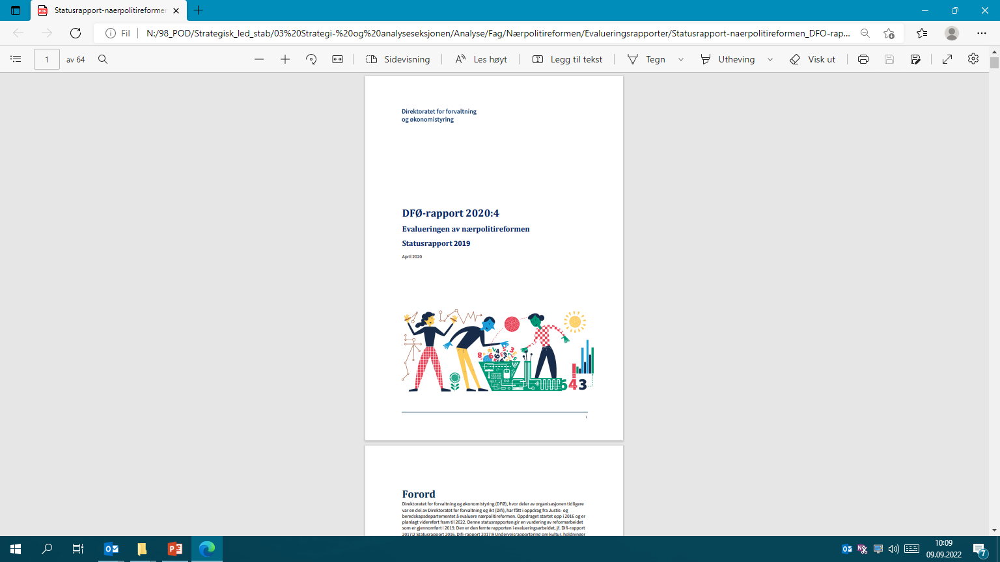 Statusrapport-naerpolitireformer
Fil
N:/98_POD/Strategisk_led_stab/03%20Strategi-%20og%20analyseseksjonen/Analyse/Fag/Nærpolitireformen/Evalueringsrapporter/Statusrapport-naerpolitireformen_DFO-rap...
1 av 64
Sidevisning
Les høyt
Legg til tekst
Tegn
Utheving
Visk ut
Direktoratet for forvaltning
og økonomistyring
DFØ-rapport 2020:4
Evalueringen av nærpolitireformen
Statusrapport 2019
April 2020
643
Forord
Direktoratet for forvaltning og økonomistyring (DFØ), hvor deler av organisasjonen tidligere
var en del av Direktoratet for forvaltning og ikt (Difi), har fått i oppdrag fra Justis- og
beredskapsdepartementet å evaluere nærpolitireformen. Oppdraget startet opp i 2016 og er
planlagt videreført fram til 2022. Denne statusrapporten gir en vurdering av reformarbeidet
som er gjennomført i 2019. Den er den femte rapporten i evalueringsarbeidet, jf. Difi-rapport
2017:2 Statusrapport 2016, Difi-rapport 2017:9 Underveisrapportering om kultur, holdninger
10:09
09.09.2022
7